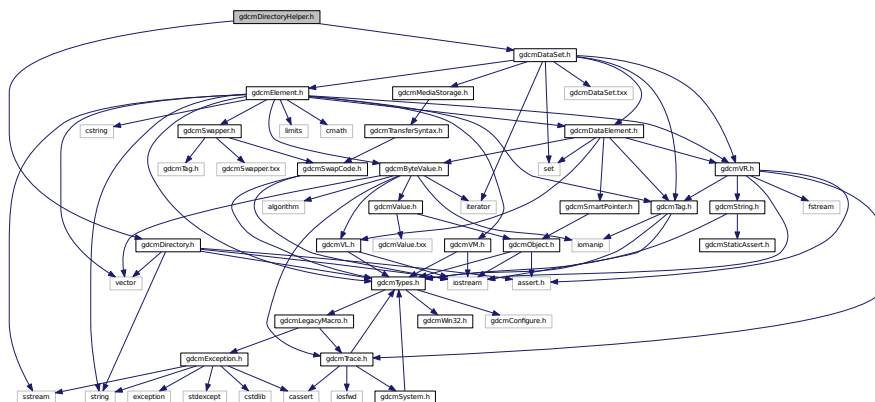 gdcmDirectoryHelper.h
gdcmDataSet.h
gdcmElement.h
gdcmMediaStorage.h
gdcmDataSet.txx
cstring
gdcmSwapper.h
limits
cmath
gdcmTransferSyntax.h
gdcmDataElement.h
gdcmTag.h
gdcmSwapper.txx
gdcmSwapCode.h
gdcmByteValue.h
set
gdcmVR.h
algorithm
gdcmValue.h
iterator
gdcmSmartPointer.h
gdcmTag.h
gdcmString.h
fstream
gdcmDirectory.h
gdcmVL.h
gdcmValue.txx
gdcmVM.h
gdcmObject.h
iomanip
gdcmStaticAssert.h
vector
gdcmTypes.h
iostream
assert.h
gdcmLegacyMacro.h
gdcmWin32.h
gdcmConfigure.h
gdcmException.h
gdcmTrace.h
sstream
string
exception
stdexcept
cstdlib
cassert
iosfwd
gdcmSystem.h